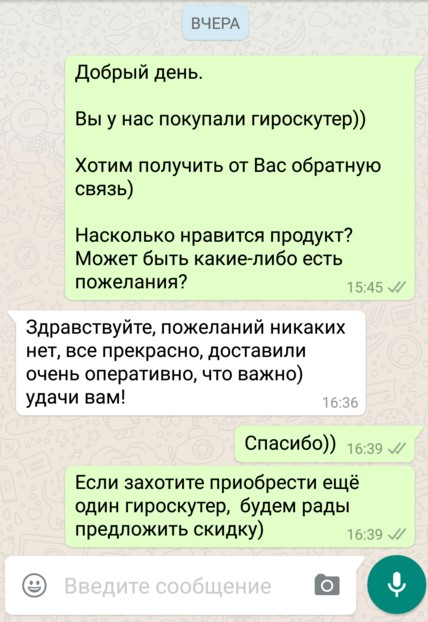 ВЧЕРА
Добрый день.
Вы у нас покупали гироскутер))
Хотим получить от Вас обратную
связь)
Насколько нравится продукт?
Может быть какие-либо есть
пожелания?
15:45
Здравствуйте, пожеланий никаких
нет, все прекрасно, доставили
очень оперативно, что важно)
удачи вам!
16:36
Спасибо))
16:39
Если захотите приобрести ещё
один гироскутер, будем рады
предложить скидку)
16:39
Введите сообщение